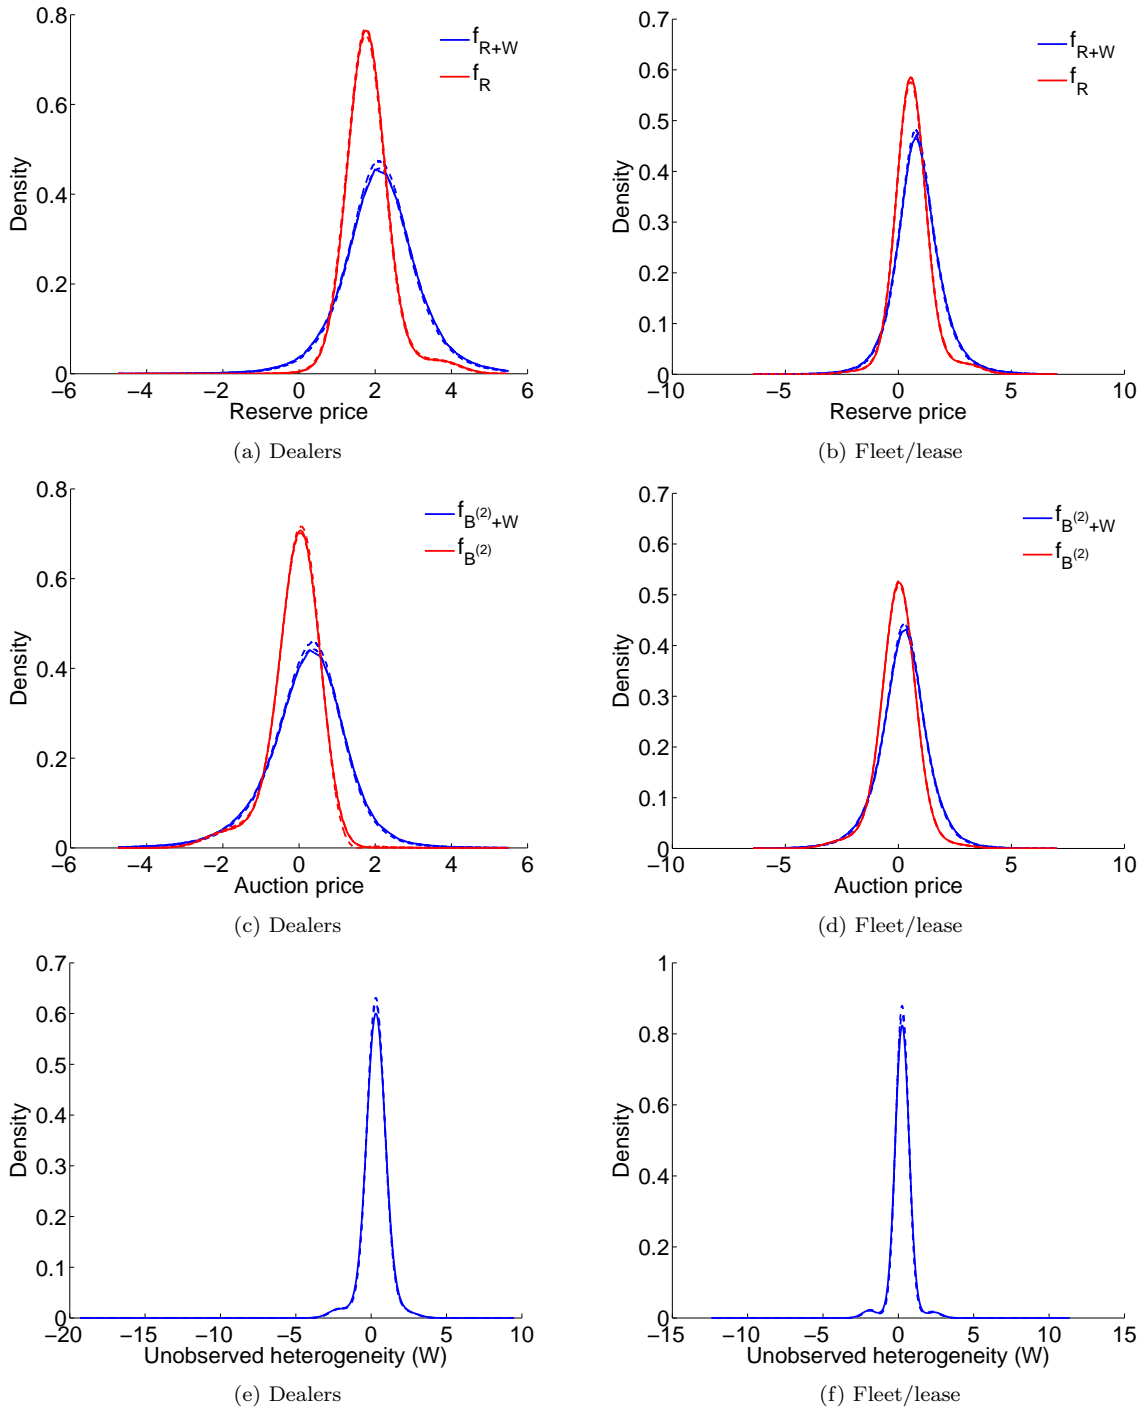 0.8
0.6
0.4
0.2
0
−6 −4 −2 0 2 4 6
Density
Reserve price
f_{R+W}
f_R
(a) Dealers
0.7
0.6
0.5
0.4
0.3
0.2
0.1
0
−10 −5 0 5 10
Density
Reserve price
f_{R+W}
f_R
(b) Fleet/lease
0.8
0.6
0.4
0.2
0
−6 −4 −2 0 2 4 6
Density
Auction price
f_{B^{(2)}+W}
f_{B^{(2)}}
(c) Dealers
0.7
0.6
0.5
0.4
0.3
0.2
0.1
0
−10 −5 0 5 10
Density
Auction price
f_{B^{(2)}+W}
f_{B^{(2)}}
(d) Fleet/lease
0.7
0.6
0.5
0.4
0.3
0.2
0.1
0
−20 −15 −10 −5 0 5 10
Density
Unobserved heterogeneity (W)
(e) Dealers
1
0.8
0.6
0.4
0.2
0
−15 −10 −5 0 5 10 15
Density
Unobserved heterogeneity (W)
(f) Fleet/lease